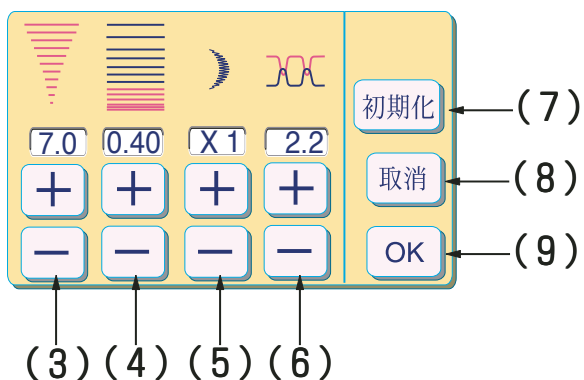 7.0 0.40 X 1 2.2
+ + + +
− − − −
初期化 (7)
取消 (8)
OK (9)
(3) (4) (5) (6)